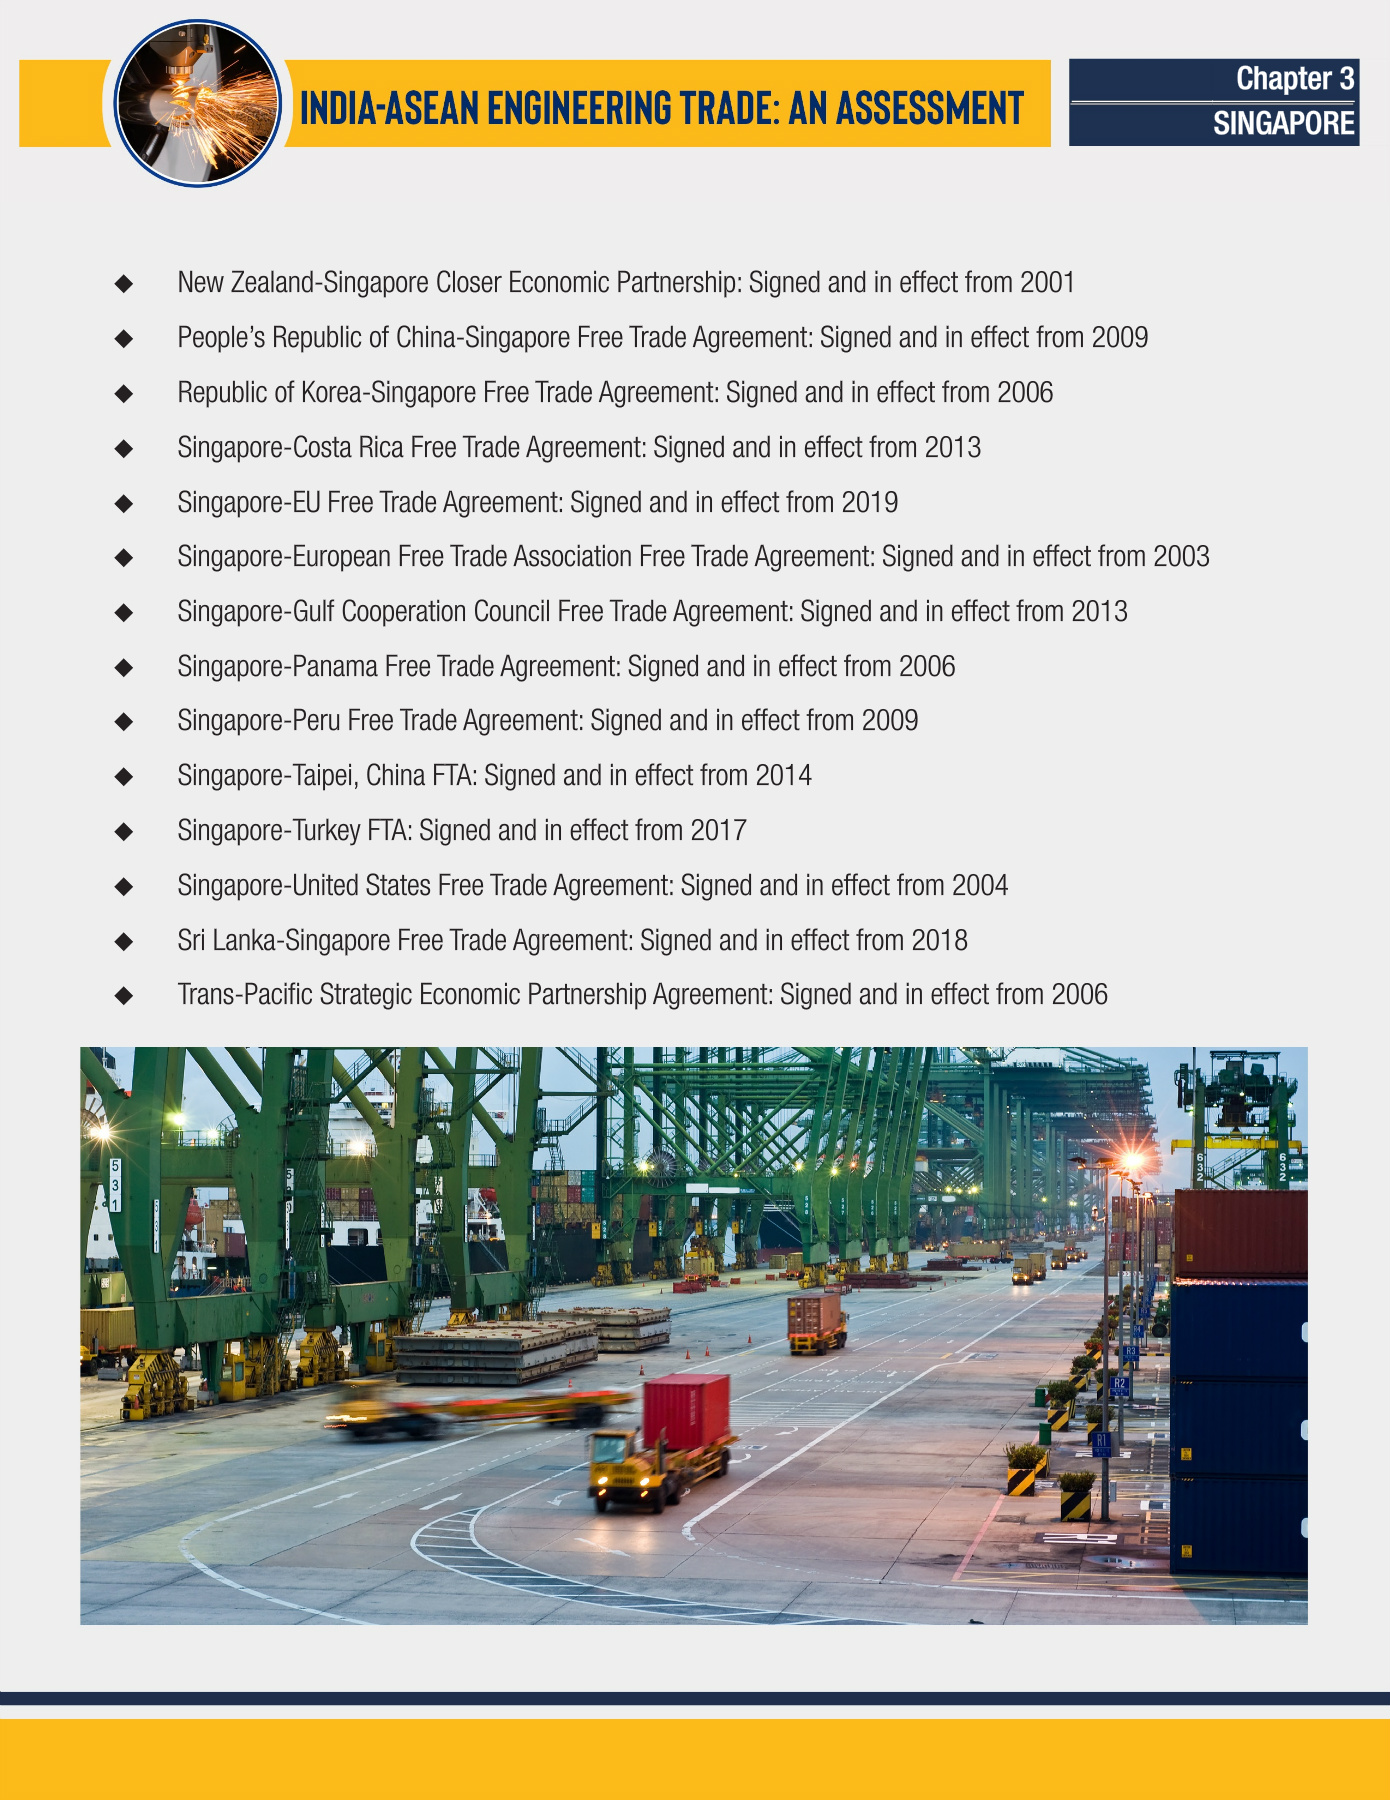 INDIA-ASEAN ENGINEERING TRADE: AN ASSESSMENT
Chapter 3
SINGAPORE
◆ New Zealand-Singapore Closer Economic Partnership: Signed and in effect from 2001
◆ People’s Republic of China-Singapore Free Trade Agreement: Signed and in effect from 2009
◆ Republic of Korea-Singapore Free Trade Agreement: Signed and in effect from 2006
◆ Singapore-Costa Rica Free Trade Agreement: Signed and in effect from 2013
◆ Singapore-EU Free Trade Agreement: Signed and in effect from 2019
◆ Singapore-European Free Trade Association Free Trade Agreement: Signed and in effect from 2003
◆ Singapore-Gulf Cooperation Council Free Trade Agreement: Signed and in effect from 2013
◆ Singapore-Panama Free Trade Agreement: Signed and in effect from 2006
◆ Singapore-Peru Free Trade Agreement: Signed and in effect from 2009
◆ Singapore-Taipei, China FTA: Signed and in effect from 2014
◆ Singapore-Turkey FTA: Signed and in effect from 2017
◆ Singapore-United States Free Trade Agreement: Signed and in effect from 2004
◆ Sri Lanka-Singapore Free Trade Agreement: Signed and in effect from 2018
◆ Trans-Pacific Strategic Economic Partnership Agreement: Signed and in effect from 2006
531
632
632
R4
R3
R2
R1